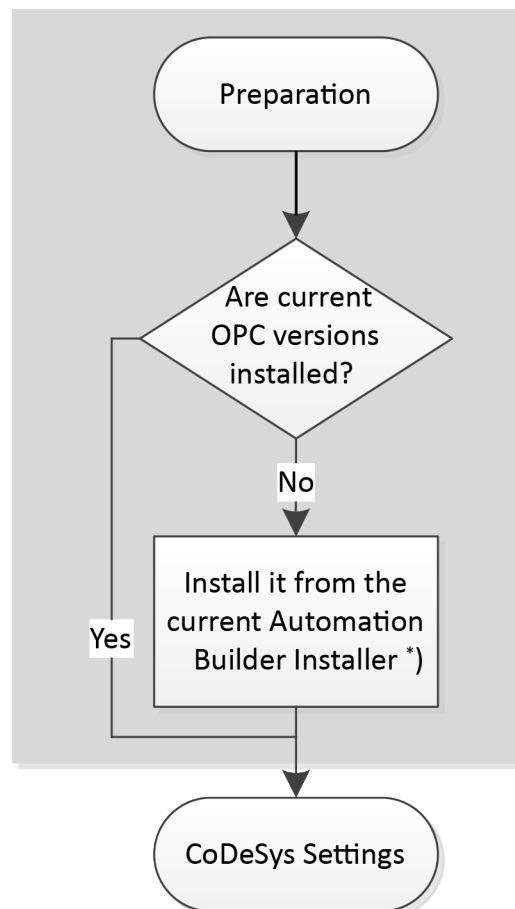 Preparation
Are current
OPC versions
installed?
No
Install it from the
current Automation
Builder Installer *)
Yes
CoDeSys Settings